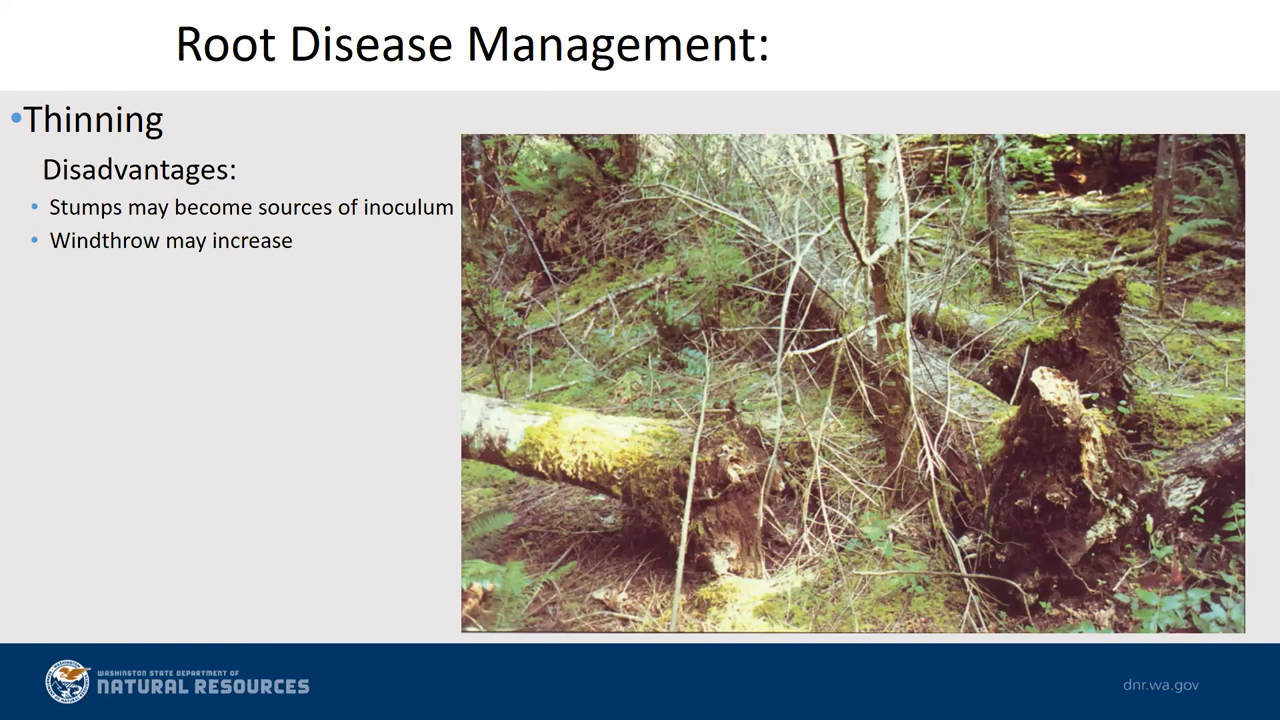 Root Disease Management:
•Thinning
Disadvantages:
• Stumps may become sources of inoculum
• Windthrow may increase
WASHINGTON STATE DEPARTMENT OF
NATURAL RESOURCES
dnr.wa.gov